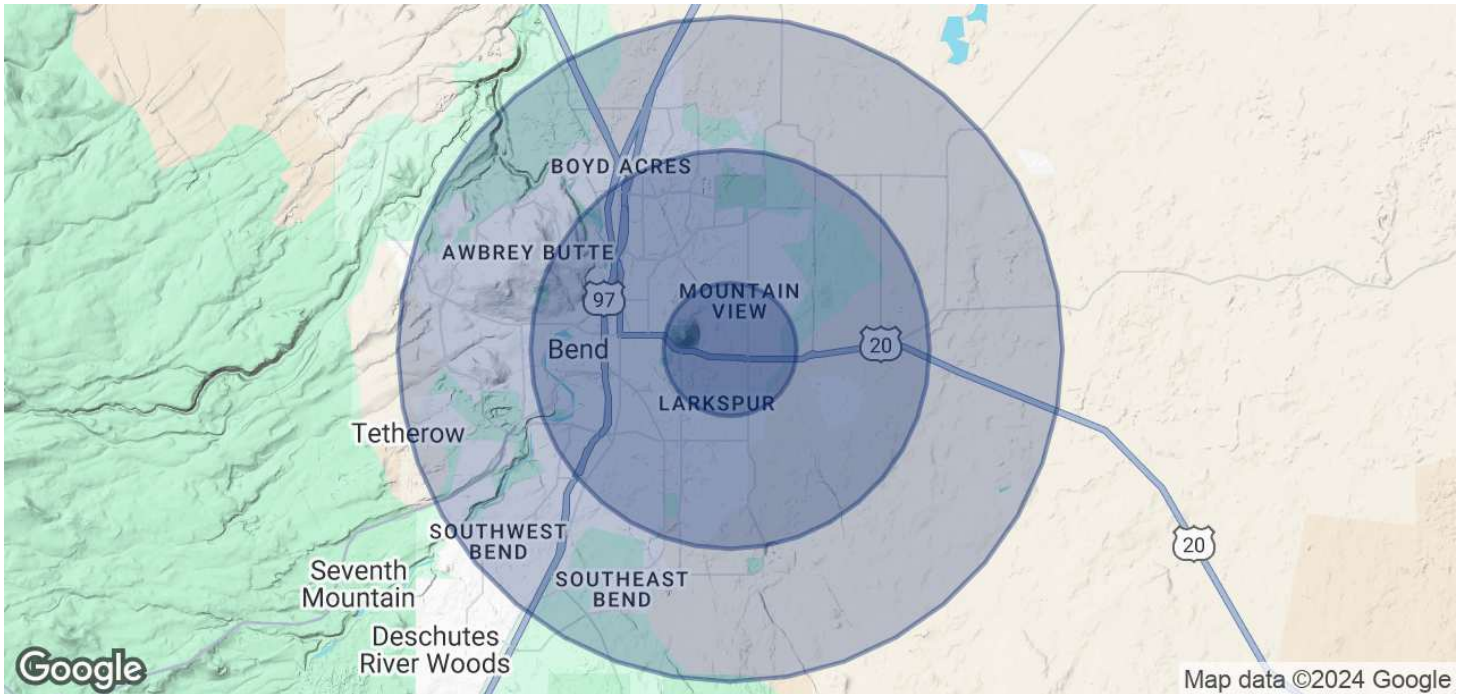 BOYD ACRES
AWBREY BUTTE
97
MOUNTAIN
VIEW
Bend
20
LARKSPUR
Tetherow
SOUTHWEST
BEND
20
Seventh
Mountain
SOUTHEAST
BEND
Deschutes
River Woods
Google
Map data ©2024 Google